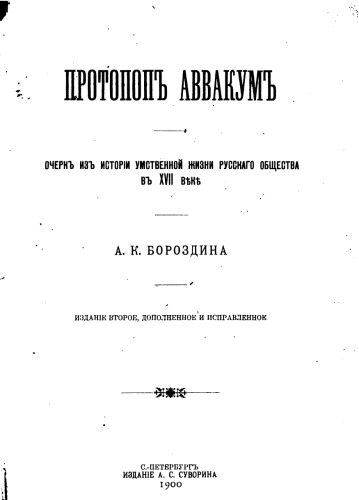 ПРОТОПОПЪ АВВАКУМЪ
ОЧЕРКЪ ИЗЪ ИСТОРІИ УМСТВЕННОЙ ЖИЗНИ РУССКАГО ОБЩЕСТВА
ВЪ XVII ВѢКѢ
А. К. БОРОЗДИНА
ИЗДАНІЕ ВТОРОЕ, ДОПОЛНЕННОЕ И ИСПРАВЛЕННОЕ
С.-ПЕТЕРБУРГЪ
ИЗДАНІЕ А. С. СУВОРИНА
1900